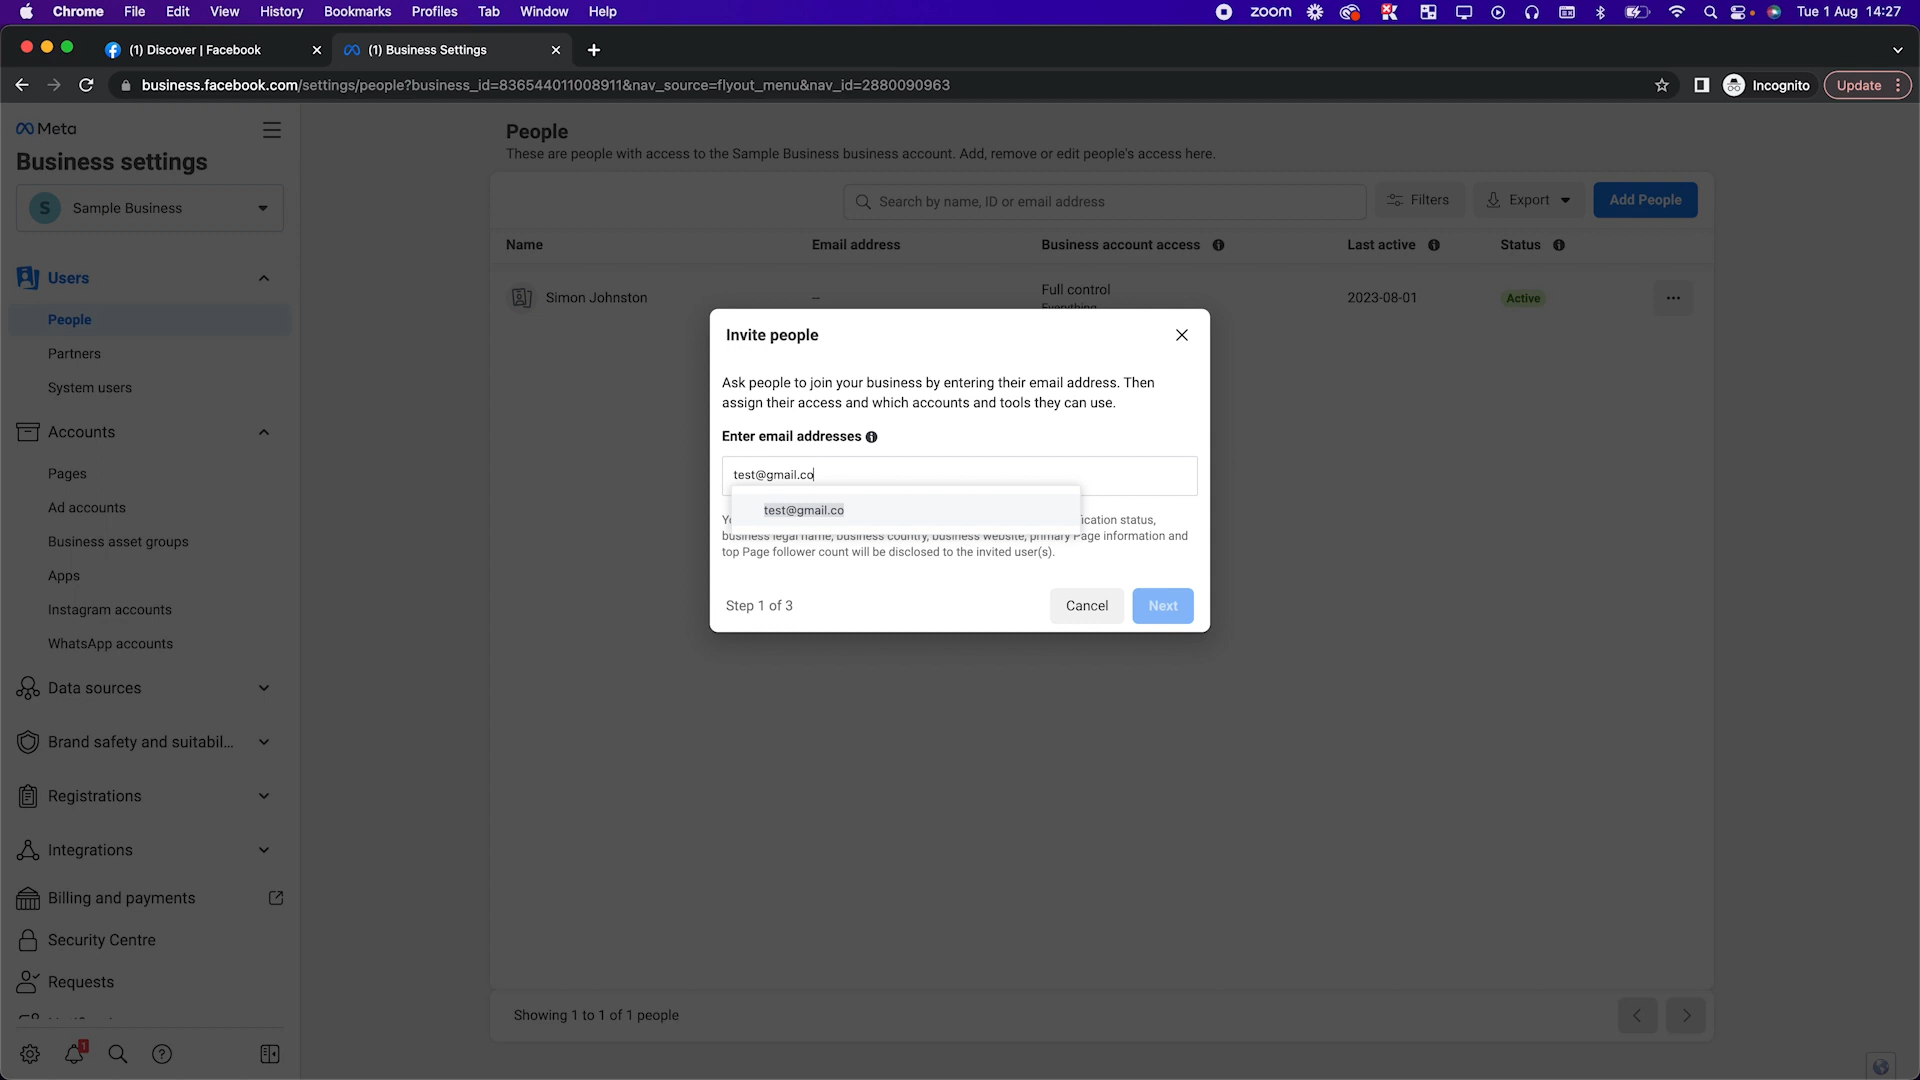 Chrome File Edit View History Bookmarks Profiles Tab Window Help
zoom
Tue 1 Aug 14:27
(1) Discover | Facebook
(1) Business Settings
business.facebook.com/settings/people?business_id=836544011008911&nav_source=flyout_menu&nav_id=2880090963
Incognito
Update
Meta
Business settings
S
Sample Business
Users
People
Partners
System users
Accounts
Pages
Ad accounts
Business asset groups
Apps
Instagram accounts
WhatsApp accounts
Data sources
Brand safety and suitabil...
Registrations
Integrations
Billing and payments
Security Centre
Requests
1
People
These are people with access to the Sample Business business account. Add, remove or edit people's access here.
Search by name, ID or email address
Filters
Export
Add People
Name
Email address
Business account access
Last active
Status
Simon Johnston
--
Full control
Everything
2023-08-01
Active
Invite people
Ask people to join your business by entering their email address. Then
assign their access and which accounts and tools they can use.
Enter email addresses
test@gmail.co
test@gmail.co
ication status,
business legal name, business country, business website, primary Page information and
top Page follower count will be disclosed to the invited user(s).
Step 1 of 3
Cancel
Next
Showing 1 to 1 of 1 people